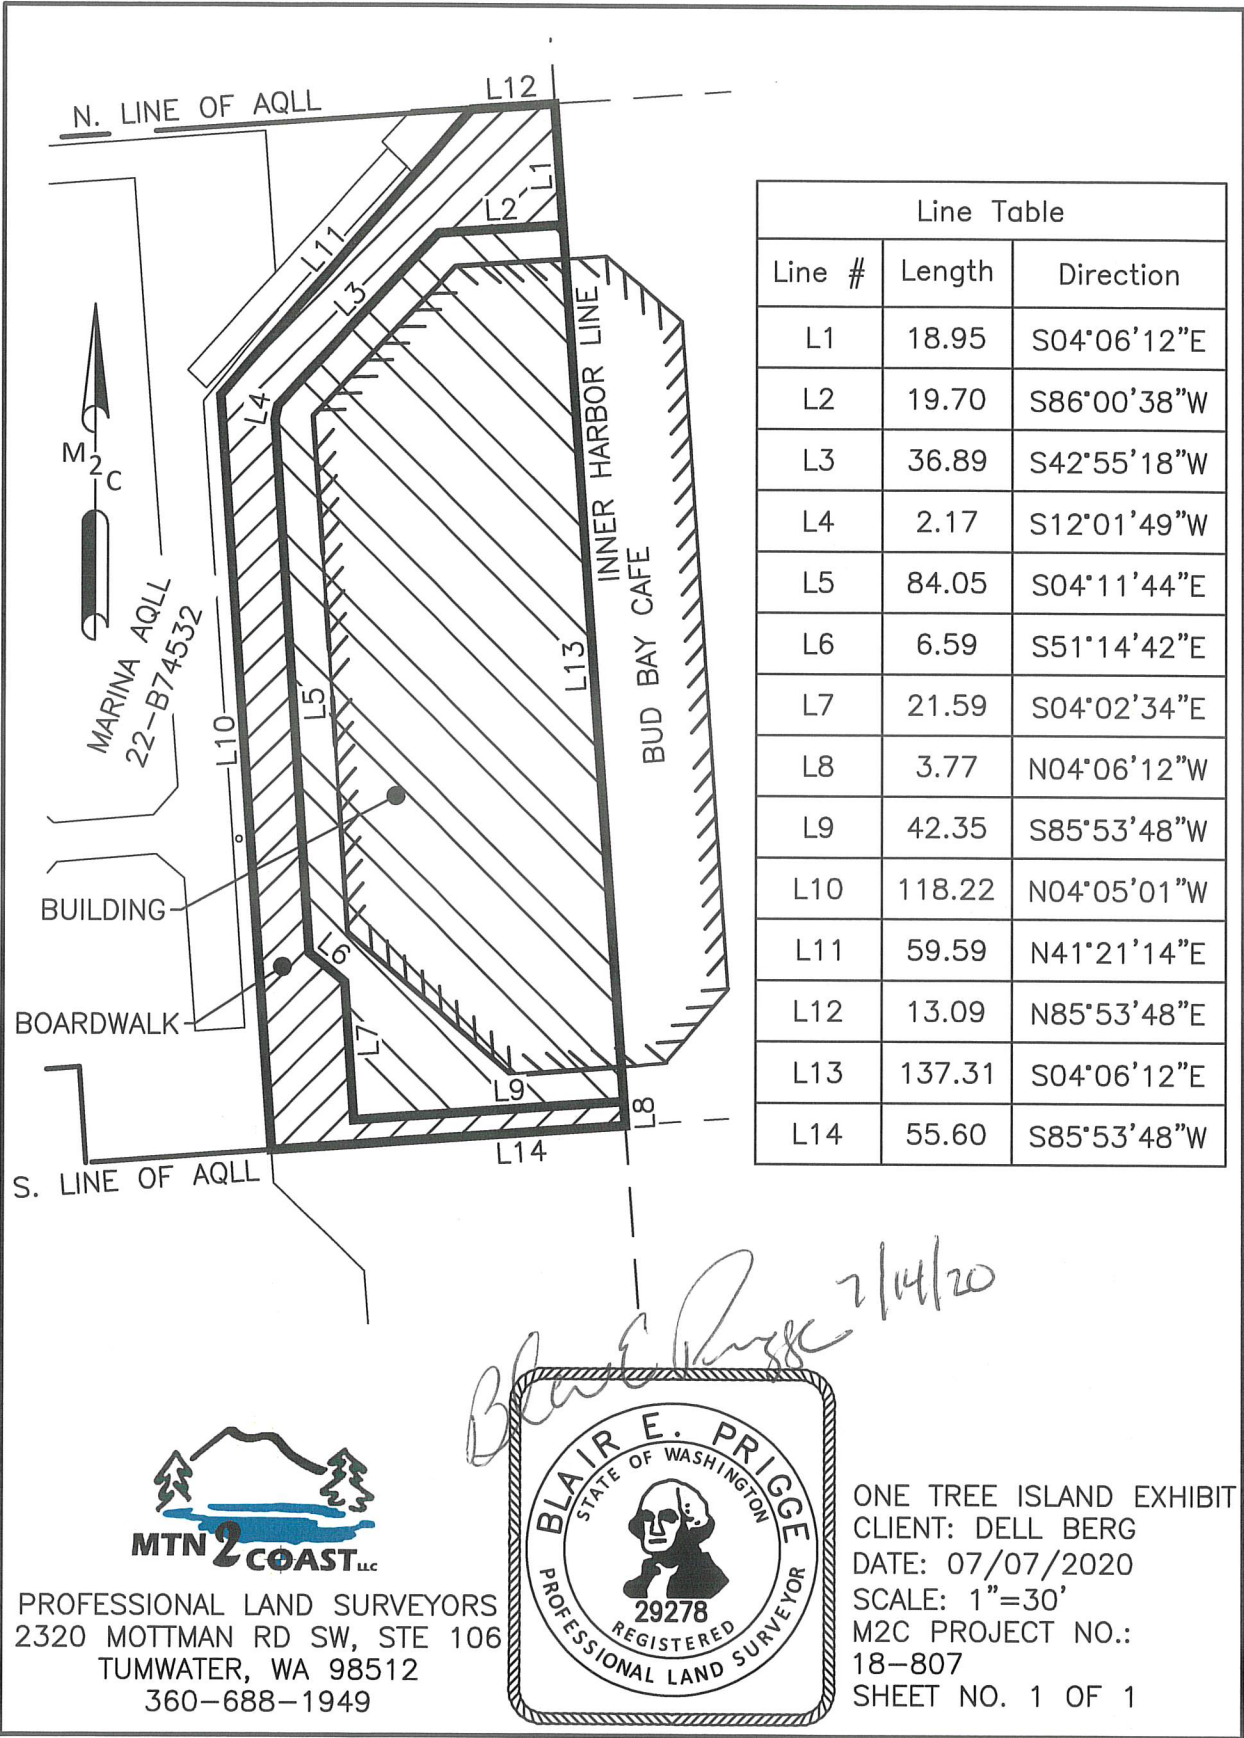 N. LINE OF AQLL
L12
L1
L2
L11
L3
L4
M2C
MARINA AQLL
22-B74532
INNER HARBOR LINE
BUD BAY CAFE
L13
L5
L10
BUILDING
BOARDWALK
L6
L7
L9
L8
L14
S. LINE OF AQLL
Line Table
Line # Length Direction
L1 18.95 S04°06'12"E
L2 19.70 S86°00'38"W
L3 36.89 S42°55'18"W
L4 2.17 S12°01'49"W
L5 84.05 S04°11'44"E
L6 6.59 S51°14'42"E
L7 21.59 S04°02'34"E
L8 3.77 N04°06'12"W
L9 42.35 S85°53'48"W
L10 118.22 N04°05'01"W
L11 59.59 N41°21'14"E
L12 13.09 N85°53'48"E
L13 137.31 S04°06'12"E
L14 55.60 S85°53'48"W
Blair E Prigge 7/14/20
MTN 2 COAST LLC
PROFESSIONAL LAND SURVEYORS
2320 MOTTMAN RD SW, STE 106
TUMWATER, WA 98512
360-688-1949
BLAIR E. PRIGGE
STATE OF WASHINGTON
29278
REGISTERED
PROFESSIONAL LAND SURVEYOR
ONE TREE ISLAND EXHIBIT
CLIENT: DELL BERG
DATE: 07/07/2020
SCALE: 1"=30'
M2C PROJECT NO.:
18-807
SHEET NO. 1 OF 1